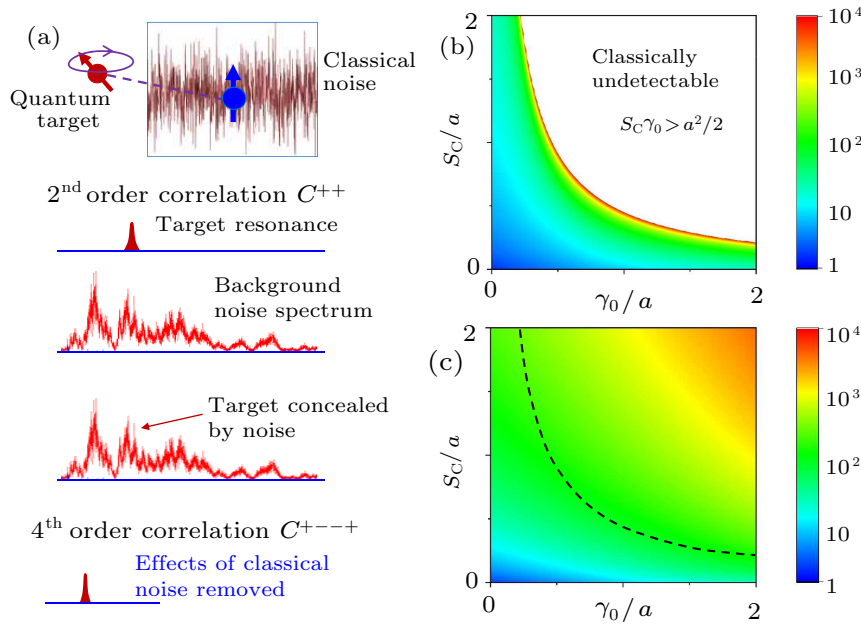 (a)
Classical
noise
Quantum
target
2nd order correlation C++
Target resonance
Background
noise spectrum
Target concealed
by noise
4th order correlation C+−−+
Effects of classical
noise removed
(b)
2
SC/a
0
0
γ0/a
2
Classically
undetectable
SCγ0>a2/2
104
103
102
10
1
(c)
2
SC/a
0
0
γ0/a
2
104
103
102
10
1